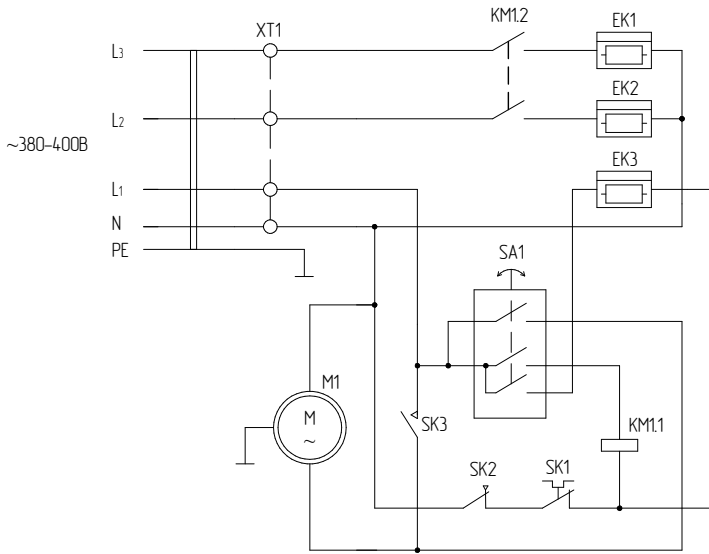 KM1.2
EK1
XT1
L3
EK2
L2
~380-400В
EK3
L1
N
PE
SA1
M1
M
~
SK3
KM1.1
SK2
SK1